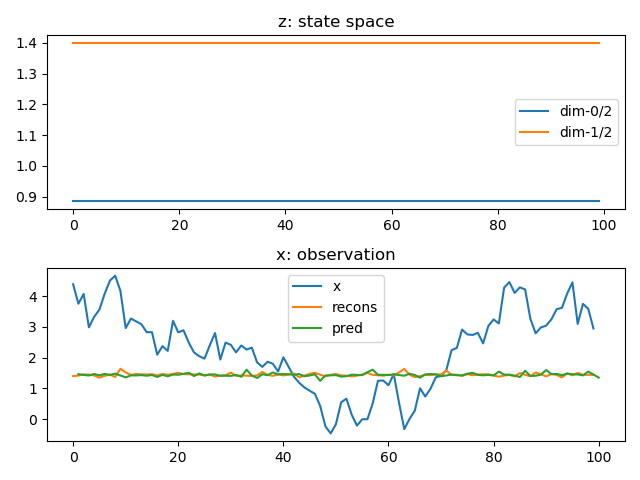 z: state space
1.4
1.3
1.2
1.1
1.0
0.9
dim-0/2
dim-1/2
0 20 40 60 80 100
x: observation
4
3
2
1
0
x
recons
pred
0 20 40 60 80 100